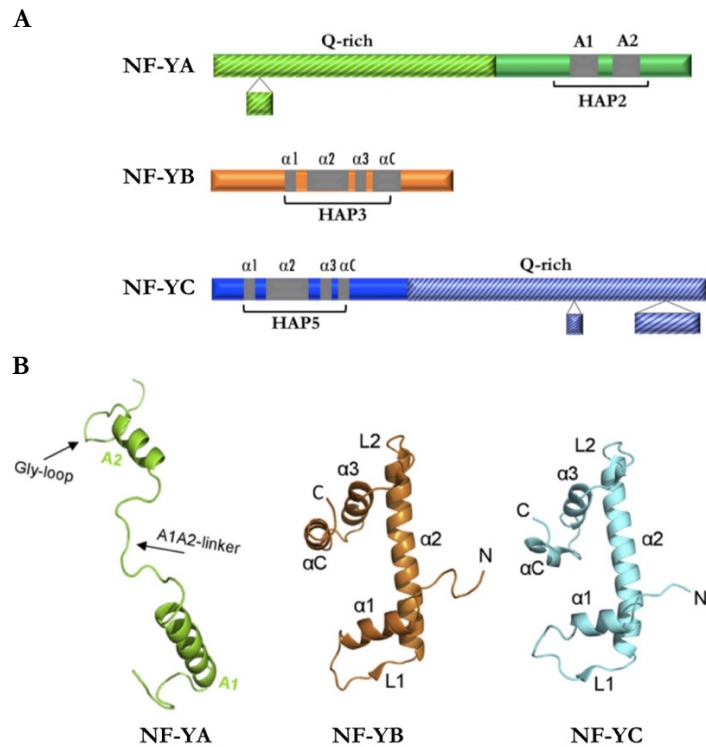 A
Q-rich
A1 A2
NF-YA
HAP2
α1 α2 α3 αC
NF-YB
HAP3
Q-rich
α1 α2 α3 αC
NF-YC
HAP5
B
A2
Gly-loop
A1A2-linker
A1
NF-YA
L2
α3
C
αC
α2
N
α1
L1
NF-YB
L2
α3
C
αC
α2
N
α1
L1
NF-YC